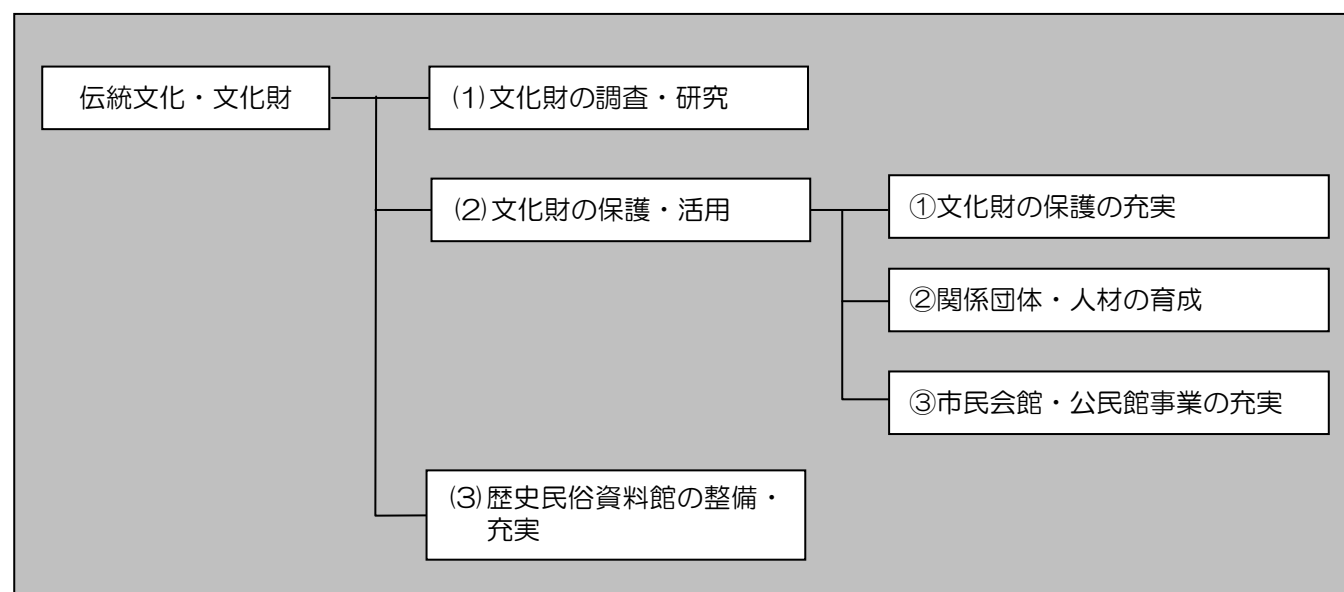 伝統文化・文化財
⑴文化財の調査・研究
⑵文化財の保護・活用
①文化財の保護の充実
②関係団体・人材の育成
③市民会館・公民館事業の充実
⑶歴史民俗資料館の整備・
充実